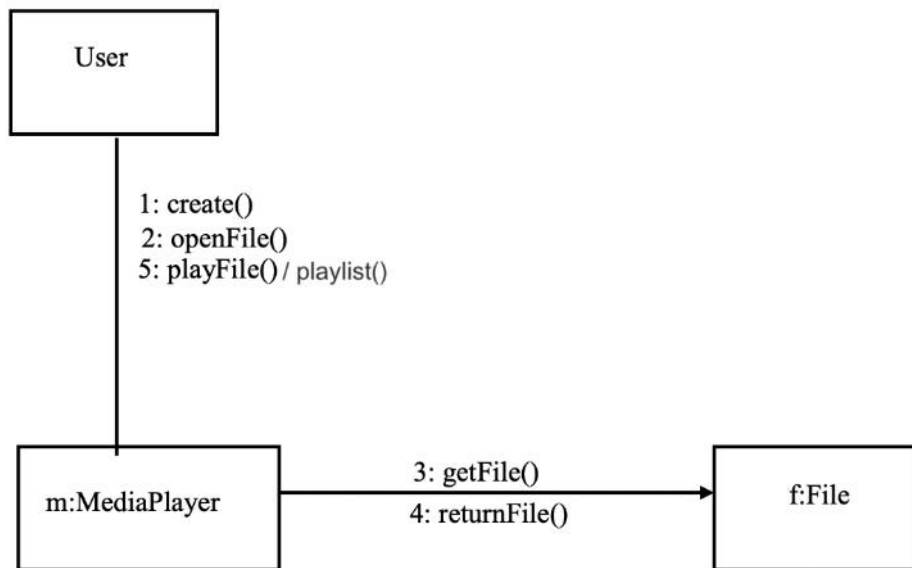 User
1: create()
2: openFile()
5: playFile() / playlist()
m:MediaPlayer
3: getFile()
4: returnFile()
f:File